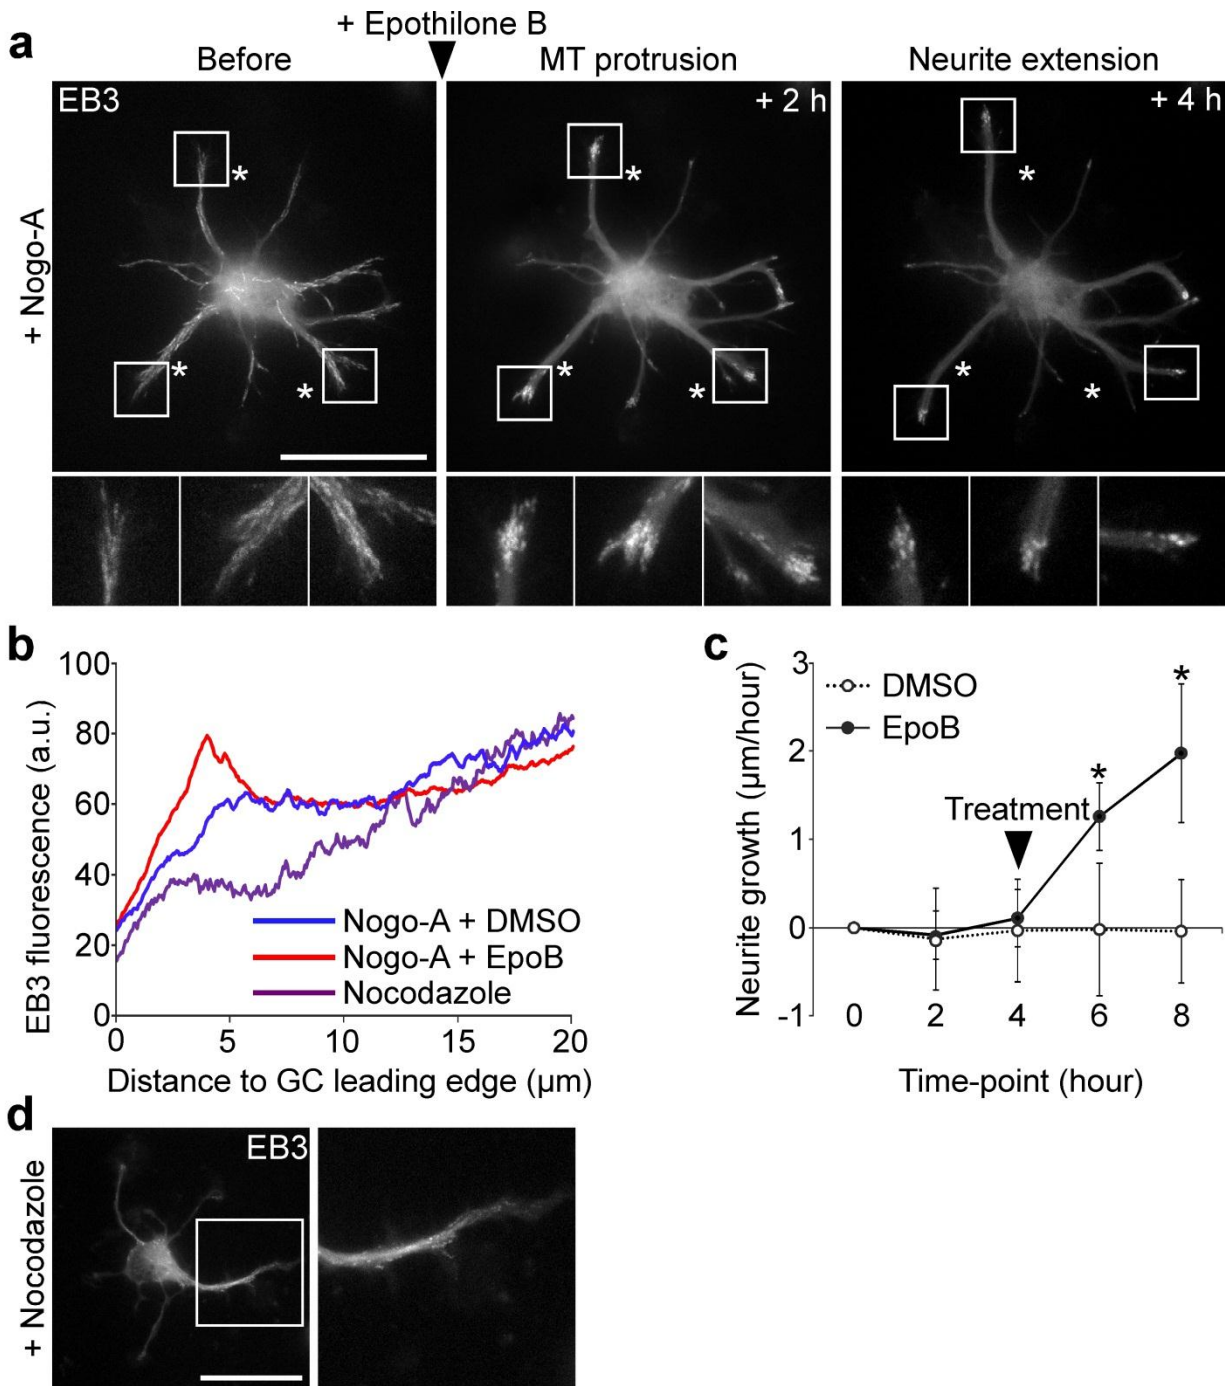 a
+ Epothilone B
Before
MT protrusion
Neurite extension
+ Nogo-A
EB3
+ 2 h
+ 4 h
*
*
*
*
*
*
*
*
*
b
EB3 fluorescence (a.u.)
100
80
60
40
20
0
0
5
10
15
20
Nogo-A + DMSO
Nogo-A + EpoB
Nocodazole
Distance to GC leading edge (µm)
c
Neurite growth (µm/hour)
3
2
1
0
-1
DMSO
EpoB
Treatment
*
*
0
2
4
6
8
Time-point (hour)
d
+ Nocodazole
EB3